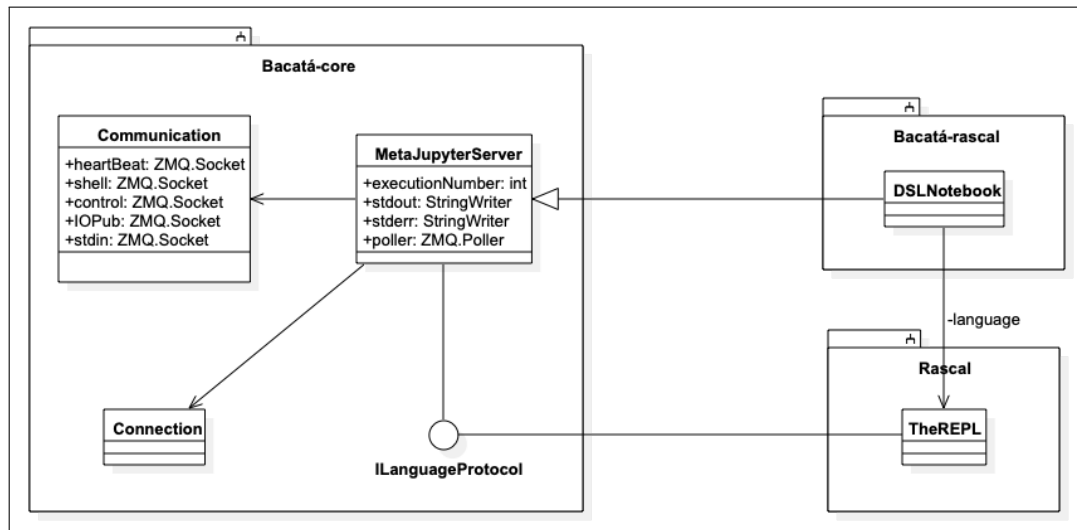 Bacatá-core
Communication
+heartBeat: ZMQ.Socket
+shell: ZMQ.Socket
+control: ZMQ.Socket
+IOPub: ZMQ.Socket
+stdin: ZMQ.Socket
MetaJupyterServer
+executionNumber: int
+stdout: StringWriter
+stderr: StringWriter
+poller: ZMQ.Poller
Bacatá-rascal
DSLNotebook
-language
Rascal
Connection
TheREPL
ILanguageProtocol